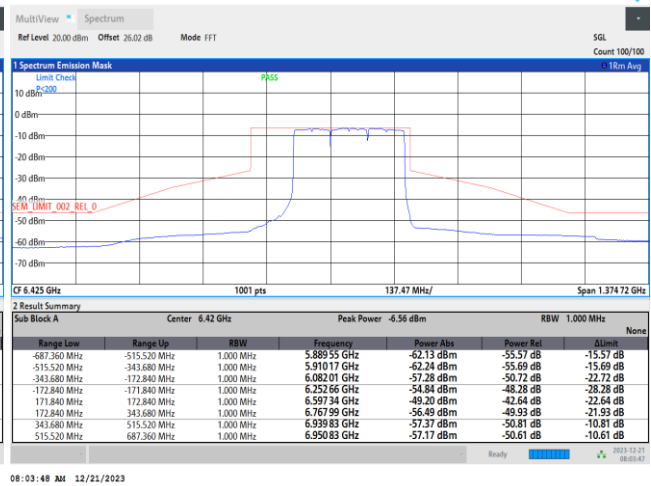 MultiView Spectrum
Ref Level 20.00 dBm Offset 26.02 dB Mode FFT SGL
Count 100/100
1 Spectrum Emission Mask 1Rm Avg
Limit Check PASS
P<200
10 dBm
0 dBm
-10 dBm
-20 dBm
-30 dBm
-40 dBm
SEM_LIMIT_002_REL_0
-50 dBm
-60 dBm
-70 dBm
CF 6.425 GHz 1001 pts 137.47 MHz/ Span 1.374 72 GHz
2 Result Summary
Sub Block A Center 6.42 GHz Peak Power -6.56 dBm RBW 1.000 MHz
None
Range Low Range Up RBW Frequency Power Abs Power Rel ΔLimit
-687.360 MHz -515.520 MHz 1.000 MHz 5.889 55 GHz -62.13 dBm -55.57 dB -15.57 dB
-515.520 MHz -343.680 MHz 1.000 MHz 5.910 17 GHz -62.24 dBm -55.69 dB -15.69 dB
-343.680 MHz -172.840 MHz 1.000 MHz 6.082 01 GHz -57.28 dBm -50.72 dB -22.72 dB
-172.840 MHz -171.840 MHz 1.000 MHz 6.252 66 GHz -54.84 dBm -48.28 dB -28.28 dB
171.840 MHz 172.840 MHz 1.000 MHz 6.597 34 GHz -49.20 dBm -42.64 dB -22.64 dB
172.840 MHz 343.680 MHz 1.000 MHz 6.767 99 GHz -56.49 dBm -49.93 dB -21.93 dB
343.680 MHz 515.520 MHz 1.000 MHz 6.939 83 GHz -57.37 dBm -50.81 dB -10.81 dB
515.520 MHz 687.360 MHz 1.000 MHz 6.950 83 GHz -57.17 dBm -50.61 dB -10.61 dB
Ready 2023-12-21
08:03:47
08:03:48 AM 12/21/2023